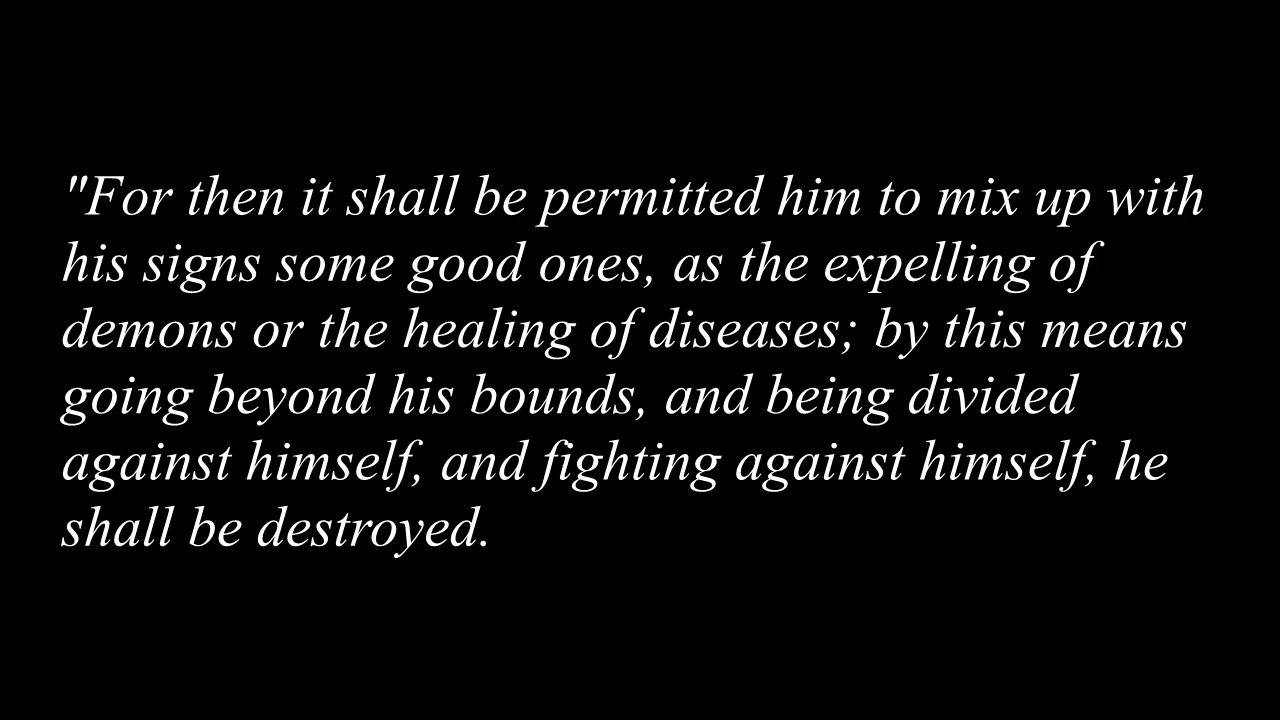 "For then it shall be permitted him to mix up with
his signs some good ones, as the expelling of
demons or the healing of diseases; by this means
going beyond his bounds, and being divided
against himself, and fighting against himself, he
shall be destroyed.